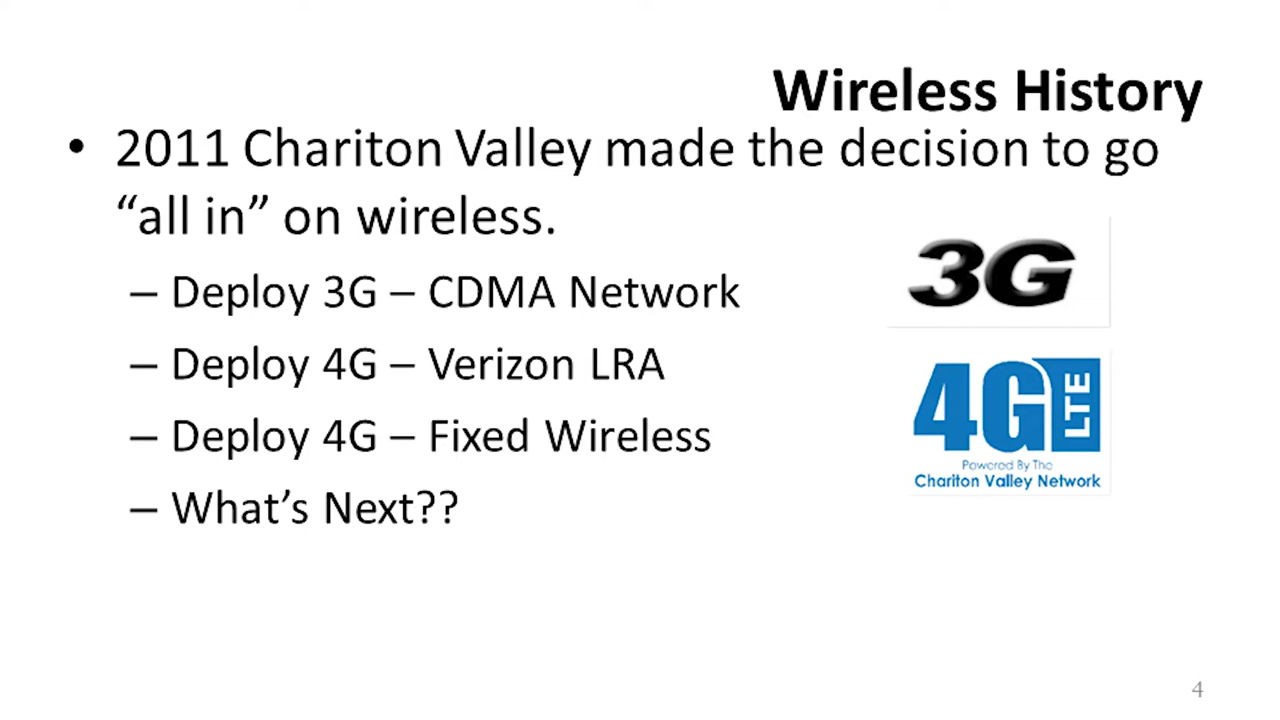 Wireless History
• 2011 Chariton Valley made the decision to go
“all in” on wireless.
– Deploy 3G – CDMA Network
– Deploy 4G – Verizon LRA
– Deploy 4G – Fixed Wireless
– What’s Next??
3G
4G LTE
Powered By The
Chariton Valley Network
4